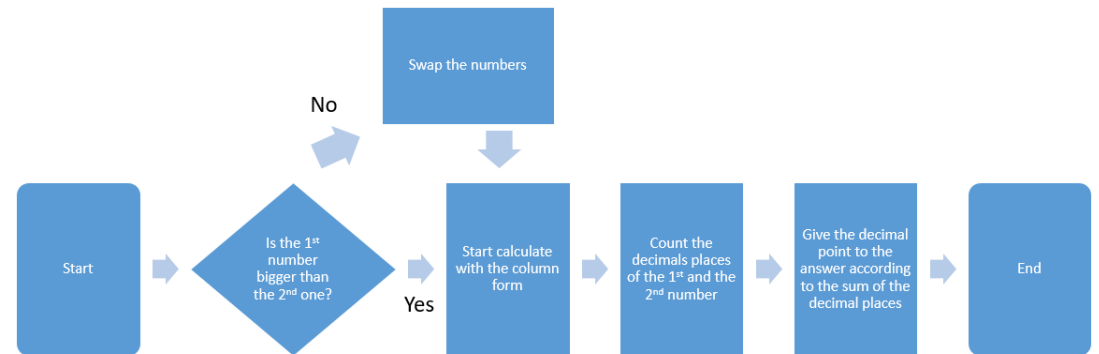 Swap the numbers
No
Start
Is the 1st
number
bigger than
the 2nd one?
Yes
Start calculate
with the column
form
Count the
decimals places
of the 1st and the
2nd number
Give the decimal
point to the
answer according
to the sum of the
decimal places
End